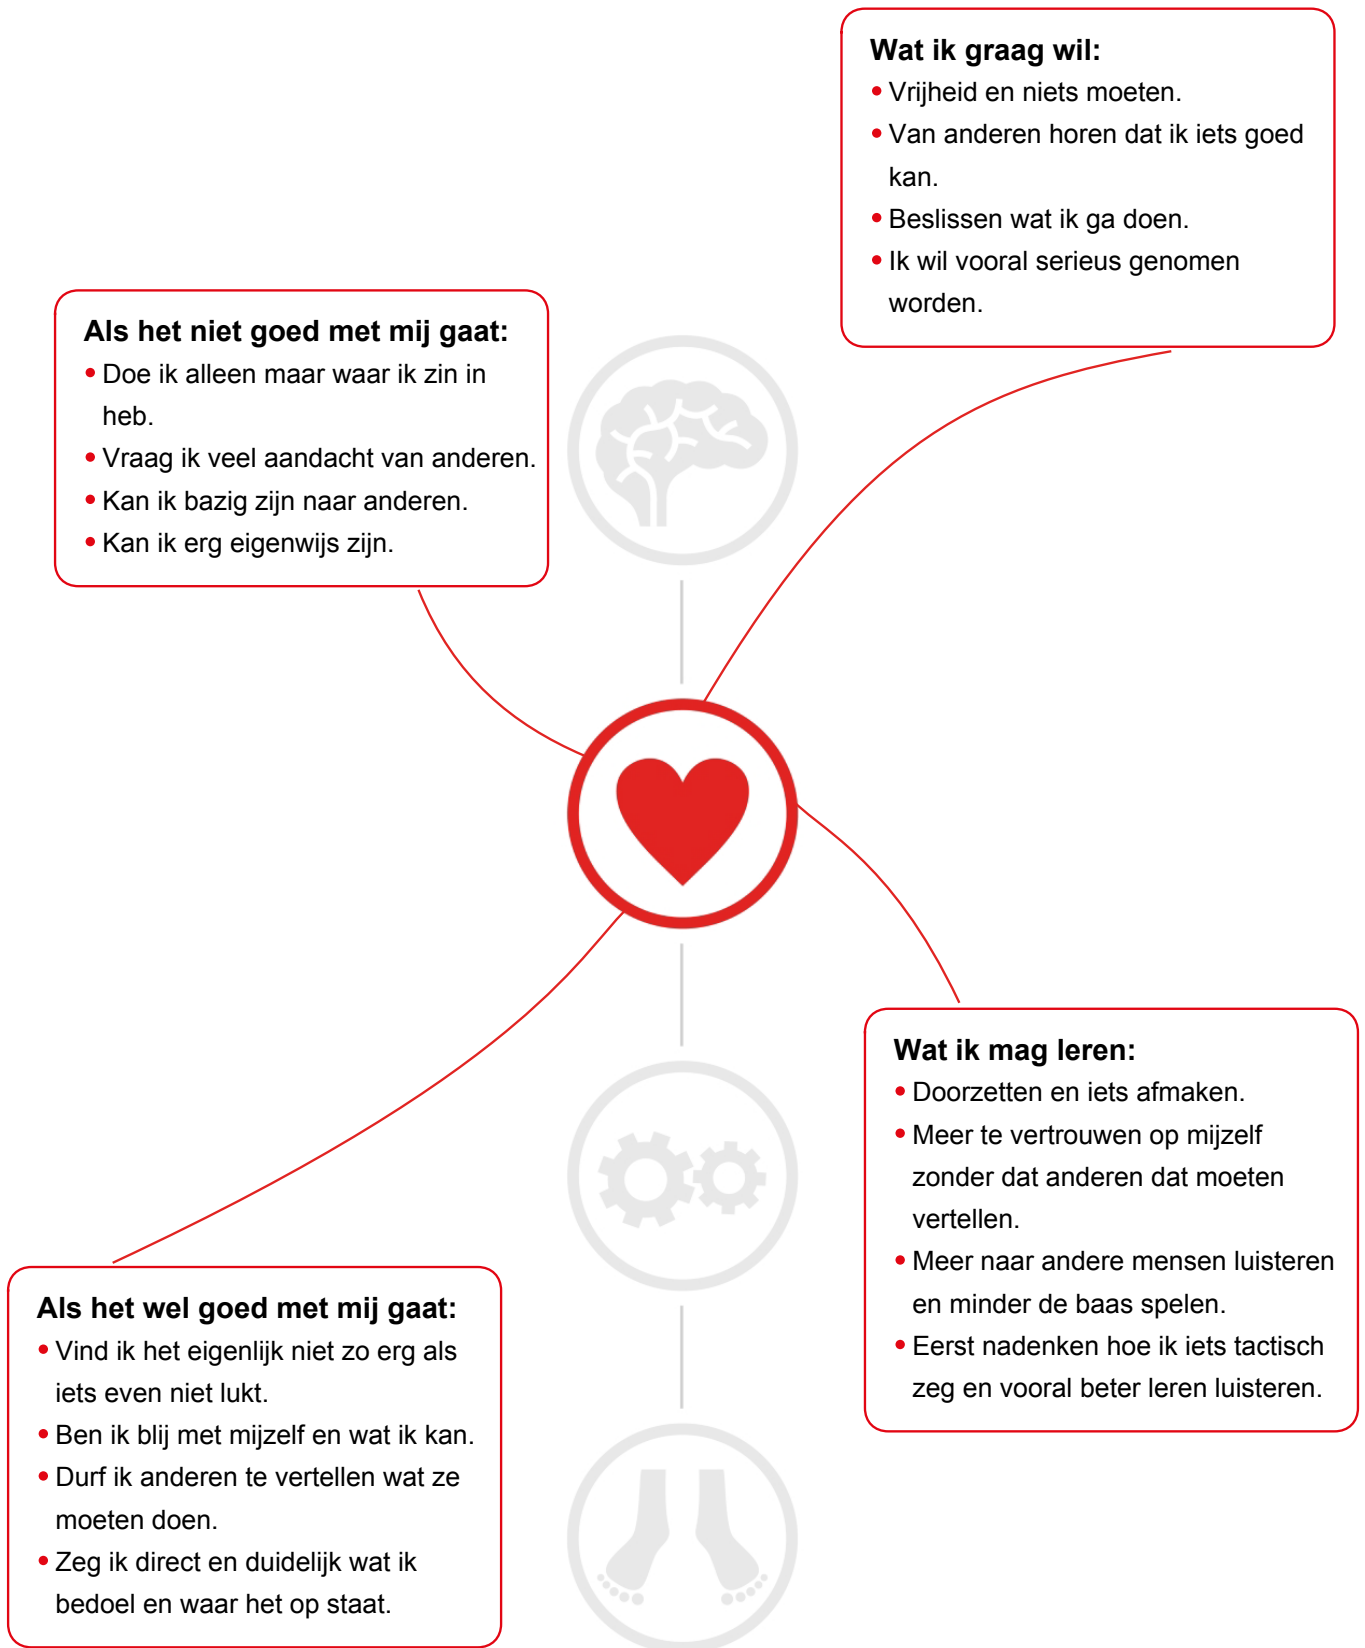 Wat ik graag wil:
• Vrijheid en niets moeten.
• Van anderen horen dat ik iets goed
kan.
• Beslissen wat ik ga doen.
• Ik wil vooral serieus genomen
worden.
Als het niet goed met mij gaat:
• Doe ik alleen maar waar ik zin in
heb.
• Vraag ik veel aandacht van anderen.
• Kan ik bazig zijn naar anderen.
• Kan ik erg eigenwijs zijn.
Wat ik mag leren:
• Doorzetten en iets afmaken.
• Meer te vertrouwen op mijzelf
zonder dat anderen dat moeten
vertellen.
• Meer naar andere mensen luisteren
en minder de baas spelen.
• Eerst nadenken hoe ik iets tactisch
zeg en vooral beter leren luisteren.
Als het wel goed met mij gaat:
• Vind ik het eigenlijk niet zo erg als
iets even niet lukt.
• Ben ik blij met mijzelf en wat ik kan.
• Durf ik anderen te vertellen wat ze
moeten doen.
• Zeg ik direct en duidelijk wat ik
bedoel en waar het op staat.